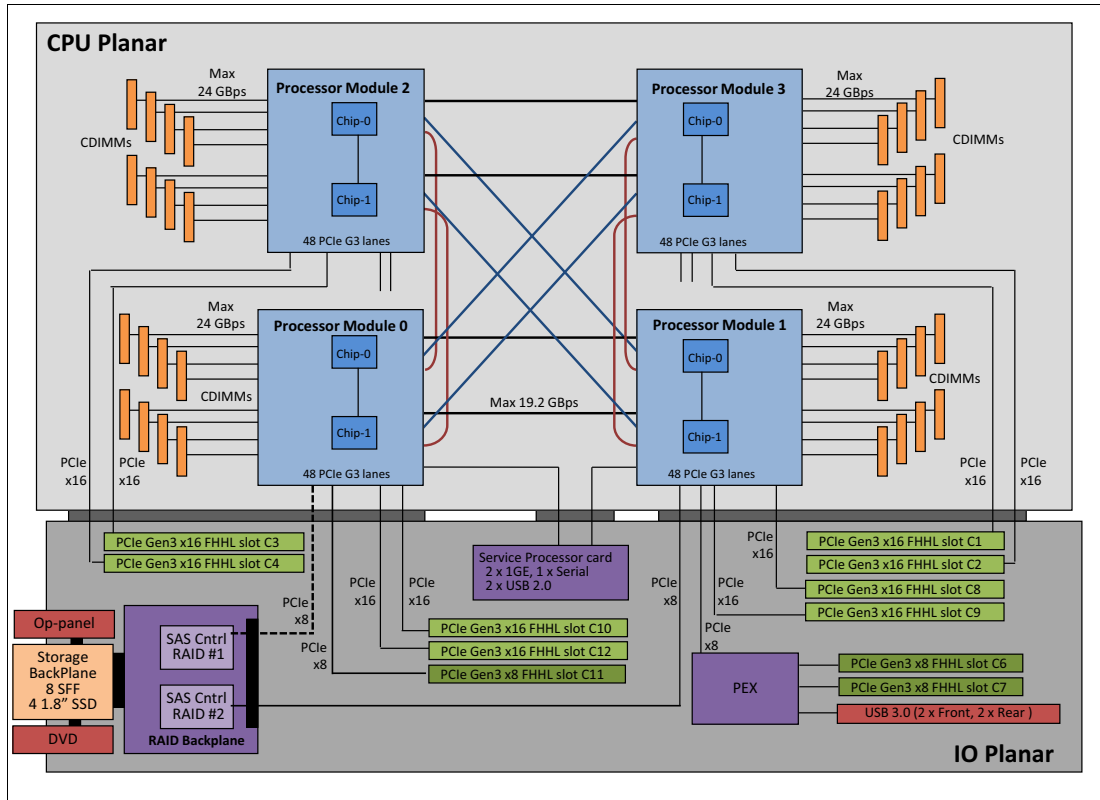 CPU Planar
Max
24 GBps
CDIMMs
Processor Module 2
Chip-0
Chip-1
48 PCIe G3 lanes
Processor Module 3
Chip-0
Chip-1
48 PCIe G3 lanes
Max
24 GBps
CDIMMs
Max
24 GBps
CDIMMs
Processor Module 0
Chip-0
Chip-1
48 PCIe G3 lanes
Max 19.2 GBps
Processor Module 1
Chip-0
Chip-1
48 PCIe G3 lanes
Max
24 GBps
CDIMMs
PCIe
x16
PCIe
x16
PCIe
x16
PCIe
x16
PCIe Gen3 x16 FHHL slot C3
PCIe Gen3 x16 FHHL slot C4
Service Processor card
2 x 1GE, 1 x Serial
2 x USB 2.0
PCIe
x16
PCIe Gen3 x16 FHHL slot C1
PCIe Gen3 x16 FHHL slot C2
PCIe Gen3 x16 FHHL slot C8
PCIe Gen3 x16 FHHL slot C9
PCIe
x8
PCIe
x8
PCIe
x16
PCIe
x16
PCIe
x8
PCIe
x16
PCIe
x8
PCIe Gen3 x16 FHHL slot C10
PCIe Gen3 x16 FHHL slot C12
PCIe Gen3 x8 FHHL slot C11
Op-panel
Storage
BackPlane
8 SFF
4 1.8” SSD
DVD
SAS Cntrl
RAID #1
SAS Cntrl
RAID #2
RAID Backplane
PEX
PCIe Gen3 x8 FHHL slot C6
PCIe Gen3 x8 FHHL slot C7
USB 3.0 (2 x Front, 2 x Rear )
IO Planar